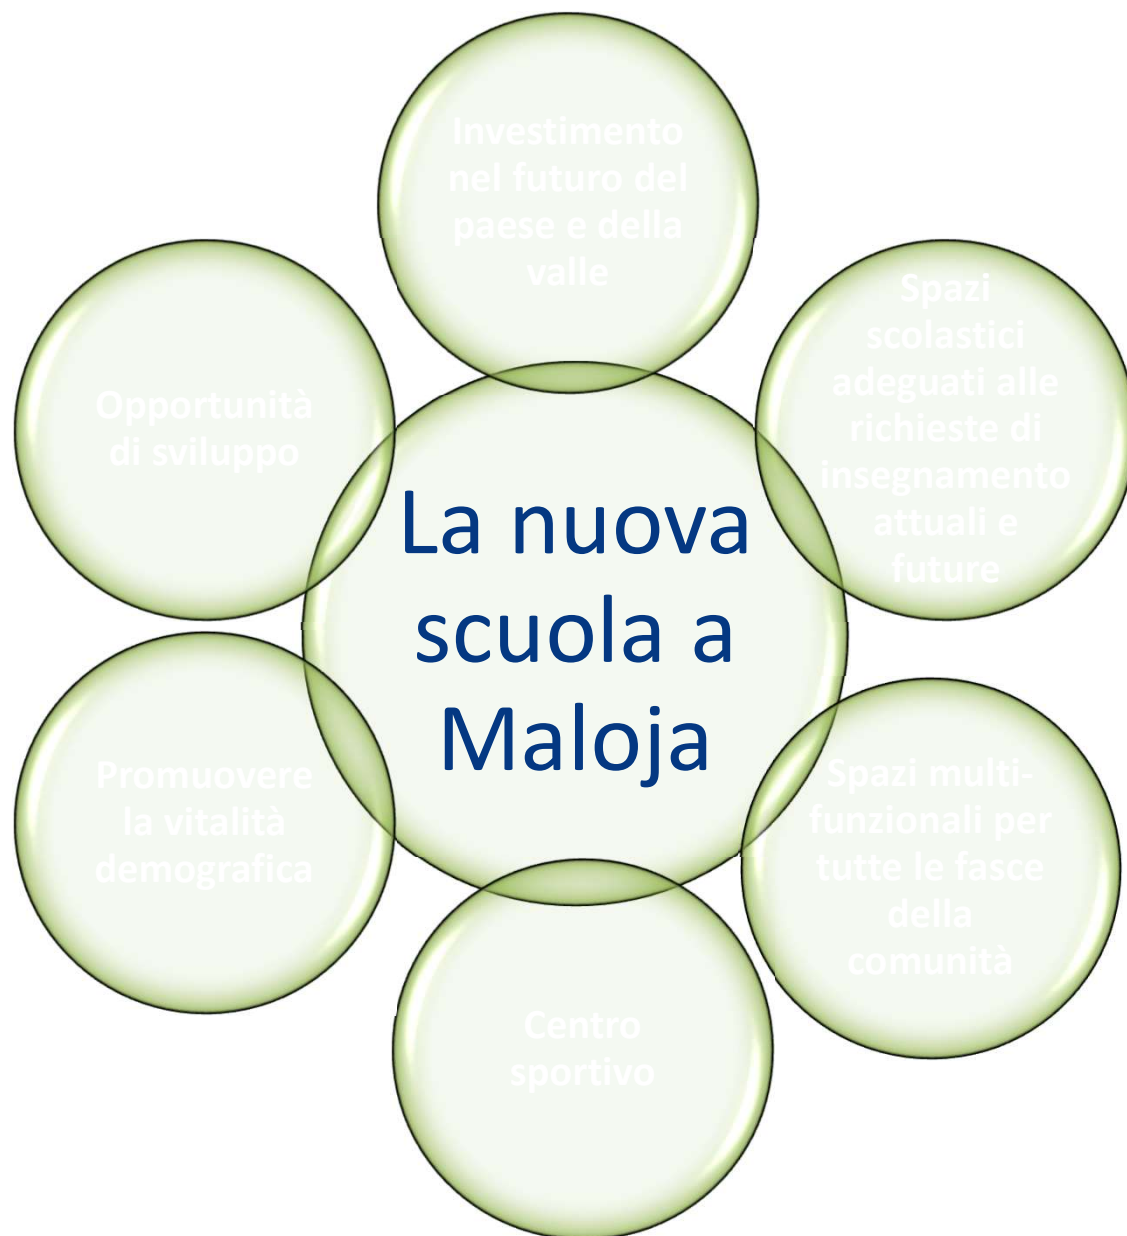 Investimento
nel futuro del
paese e della
valle
Spazi
scolastici
adeguati alle
richieste di
insegnamento
attuali e
future
Spazi multi-
funzionali per
tutte le fasce
della
comunità
Centro
sportivo
Promuovere
la vitalità
demografica
Opportunità
di sviluppo
La nuova
scuola a
Maloja